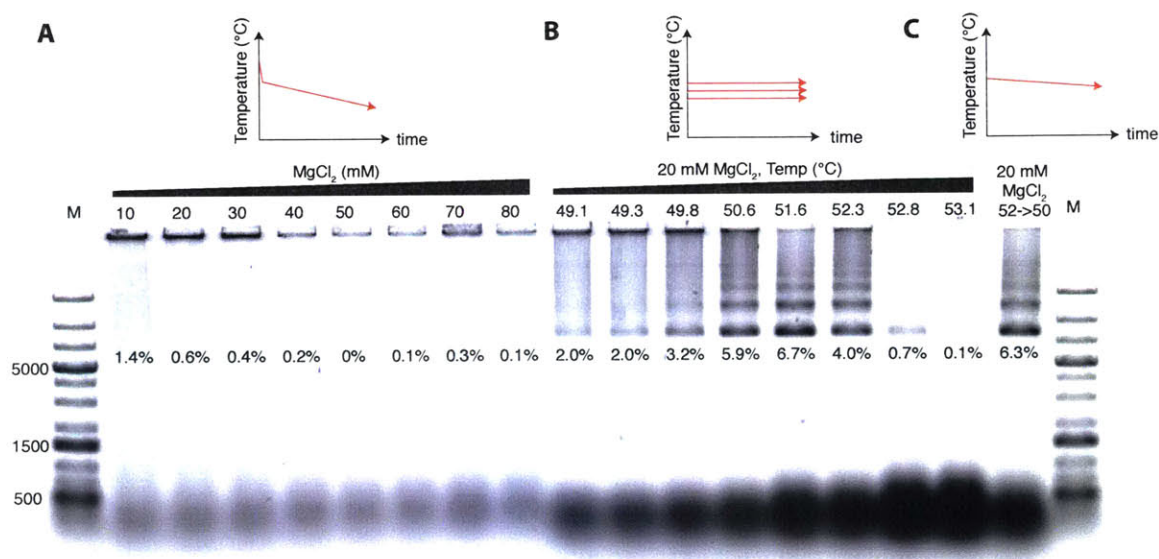 A
Temperature (°C)
time
B
Temperature (°C)
time
C
Temperature (°C)
time
MgCl₂ (mM)
20 mM MgCl₂, Temp (°C)
20 mM
MgCl₂
52->50
M
10 20 30 40 50 60 70 80
49.1 49.3 49.8 50.6 51.6 52.3 52.8 53.1
M
1.4% 0.6% 0.4% 0.2% 0% 0.1% 0.3% 0.1%
2.0% 2.0% 3.2% 5.9% 6.7% 4.0% 0.7% 0.1%
6.3%
5000
1500
500